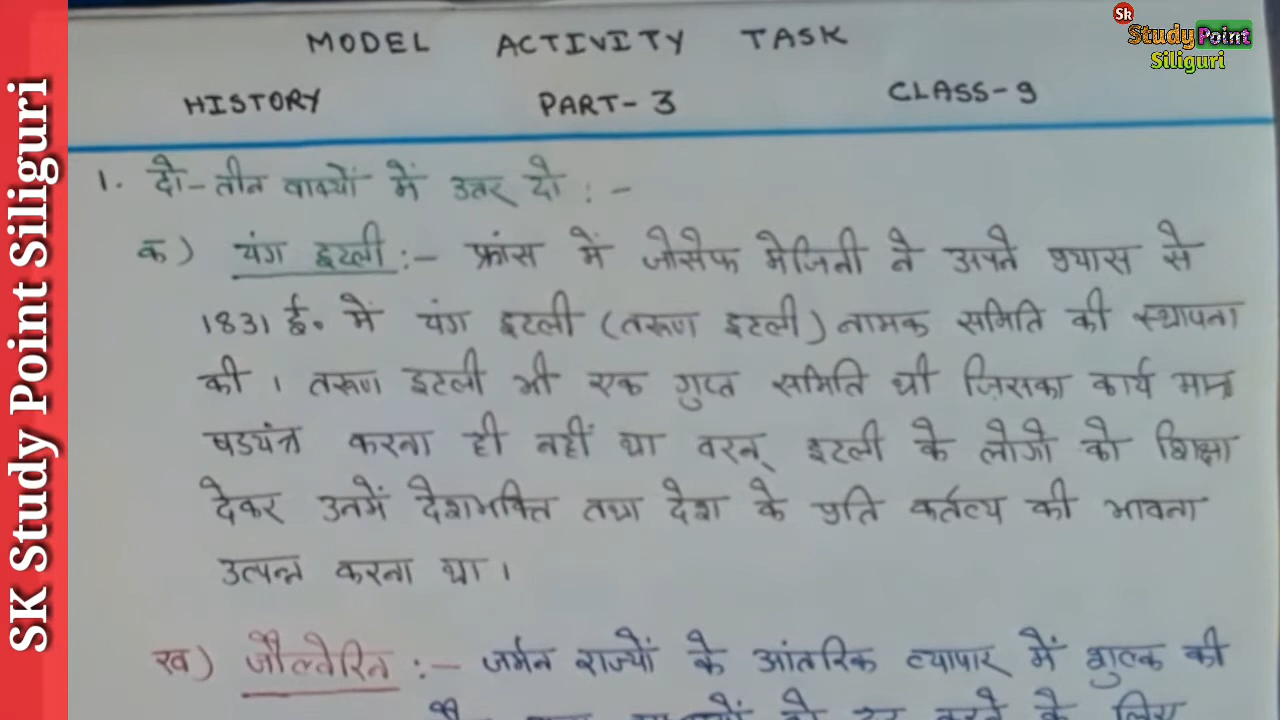 MODEL ACTIVITY TASK
HISTORY PART-3 CLASS-9
1. दो-तीन वाक्यों में उत्तर दो :-
क) यंग इटली :- फ्रांस में जोसेफ मेजिनी ने अपने प्रयास से
1831 ई. में यंग इटली (तरूण इटली) नामक समिति की स्थापना
की । तरूण इटली भी एक गुप्त समिति थी जिसका कार्य मात्र
षडयंत्र करना ही नहीं था वरन् इटली के लोगो को शिक्षा
देकर उनमें देशभक्ति तथा देश के प्रति कर्तव्य की भावना
उत्पन्न करना था ।
ख) जौल्वेरिन :- जर्मन राज्यों के आंतरिक व्यापार में शुल्क की
करने के लिए
SK Study Point Siliguri
Sk
Study Point
Siliguri